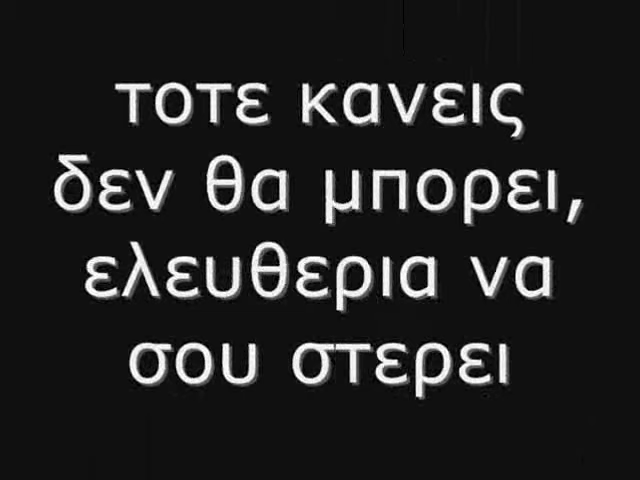 τοτε κανεις
δεν θα μπορει,
ελευθερια να
σου στερει